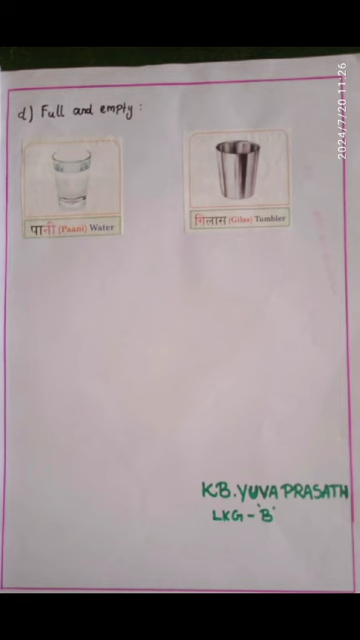 2024/7/20 11:26
d) Full and empty :
पानी (Paani) Water
गिलास (Gilas) Tumbler
K.B. YUVA PRASATH
LKG - 'B'